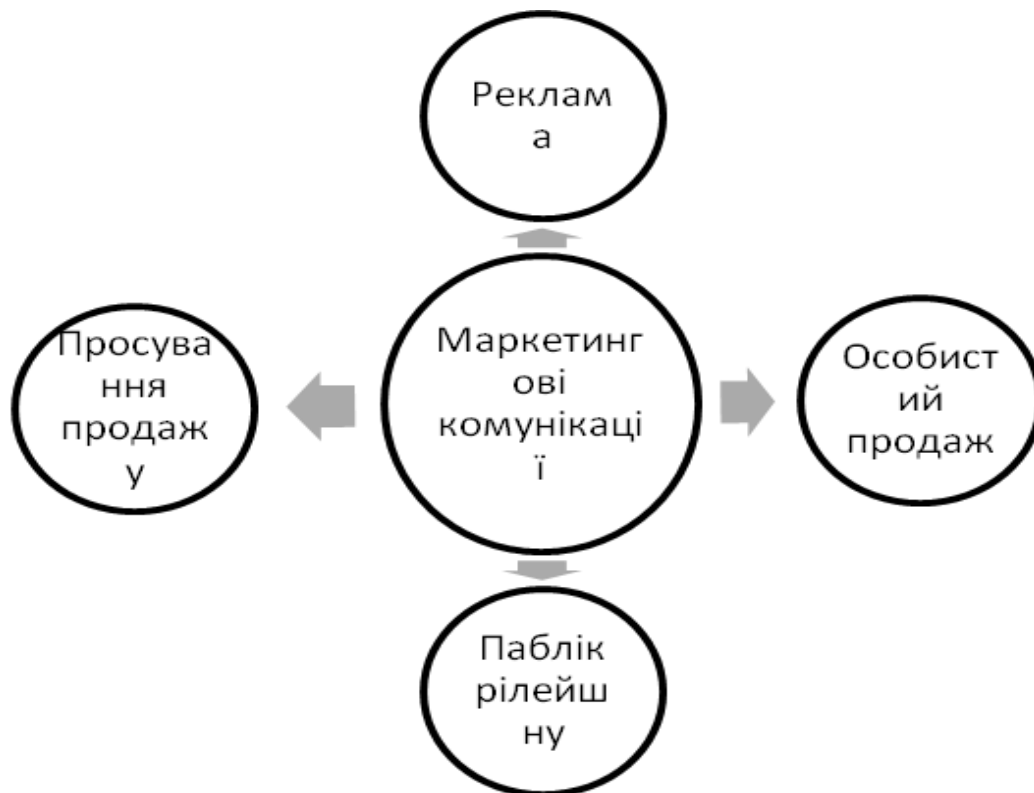 Реклам
а
Просува
ння
продаж
у
Маркетинг
ові
комунікаці
ї
Особист
ий
продаж
Паблік
рілейш
ну